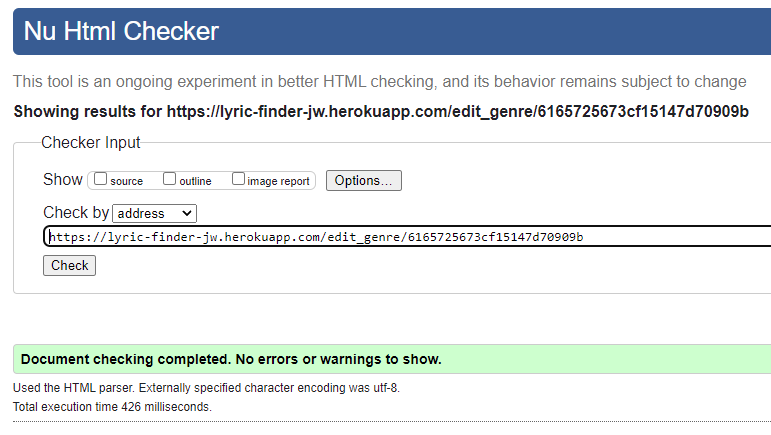 Nu Html Checker
This tool is an ongoing experiment in better HTML checking, and its behavior remains subject to change
Showing results for https://lyric-finder-jw.herokuapp.com/edit_genre/6165725673cf15147d70909b
Checker Input
Show source outline image report Options...
Check by address
https://lyric-finder-jw.herokuapp.com/edit_genre/6165725673cf15147d70909b
Check
Document checking completed. No errors or warnings to show.
Used the HTML parser. Externally specified character encoding was utf-8.
Total execution time 426 milliseconds.